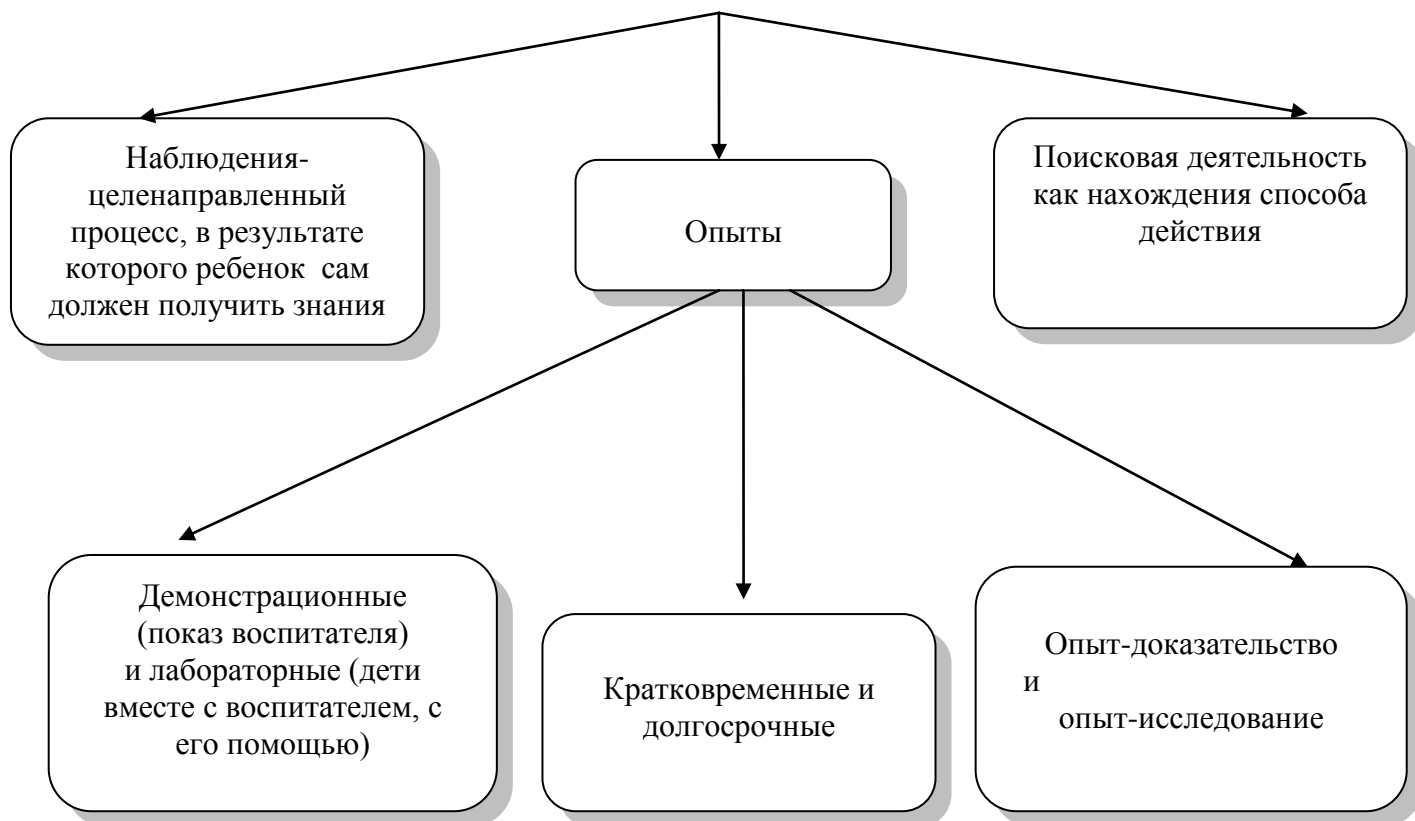 Наблюдения-
целенаправленный
процесс, в результате
которого ребенок  сам
должен получить знания
Опыты
Поисковая деятельность
как нахождения способа
действия
Демонстрационные
(показ воспитателя)
и лабораторные (дети
вместе с воспитателем, с
его помощью)
Кратковременные и
долгосрочные
Опыт-доказательство
и
опыт-исследование